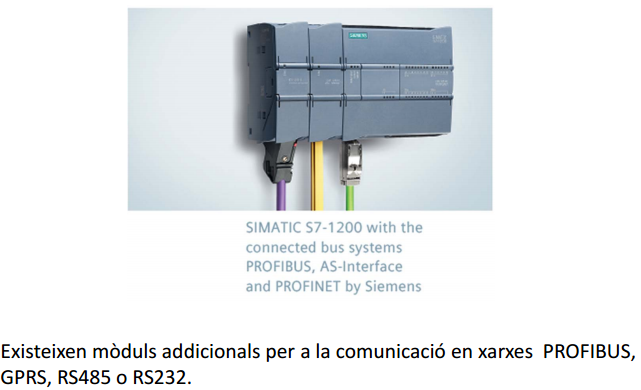 SIEMENS
SIMATIC S7-1200 with the
connected bus systems
PROFIBUS, AS-Interface
and PROFINET by Siemens
Existeixen mòduls addicionals per a la comunicació en xarxes  PROFIBUS,
GPRS, RS485 o RS232.